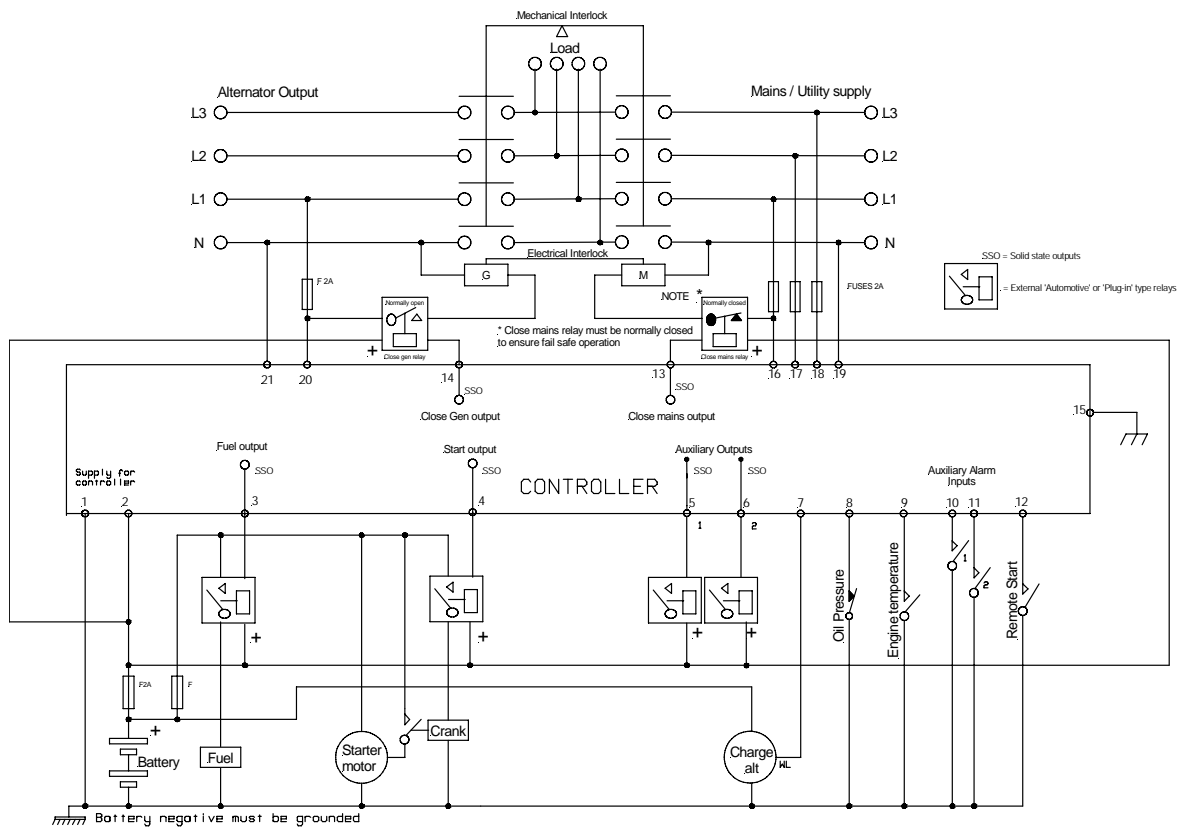 .Mechanical Interlock
Load
Alternator Output
.Mains / Utility supply
.L3
.L3
.L2
.L2
L1
.L1
N
N
.Electrical Interlock
G
M
.SSO = Solid state outputs
. = External 'Automotive' or 'Plug-in' type relays
F 2A
.NOTE *
.FUSES 2A
.Normally open
.Normally closed
* Close mains relay must be normally closed
.to ensure fail safe operation
+
.Close gen relay
.Close mains relay
+
21
20
.14
.13
.16
.17
.18
.19
.SSO
.SSO
.Close Gen output
.Close mains output
.15
.Fuel output
.Start output
Auxiliary Outputs
.SSO
.SSO
.SSO
.SSO
Supply for
controller
CONTROLLER
Auxiliary Alarm
.Inputs
.1
.2
.3
.4
.5
.6
.7
8
9
.10
.11
.12
1
2
1
2
.Oil Pressure
.Engine temperature
.Remote Start
+
+
+
+
F2A
F
+
.Battery
.Fuel
Starter
motor
.Crank
Charge
alt
WL
Battery negative must be grounded